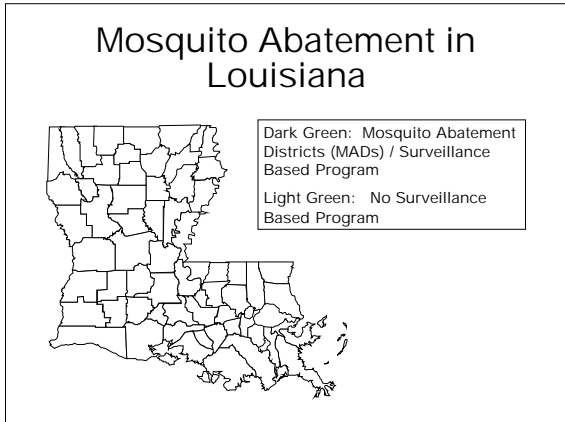 Mosquito Abatement in
Louisiana
Dark Green: Mosquito Abatement
Districts (MADs) / Surveillance
Based Program
Light Green: No Surveillance
Based Program